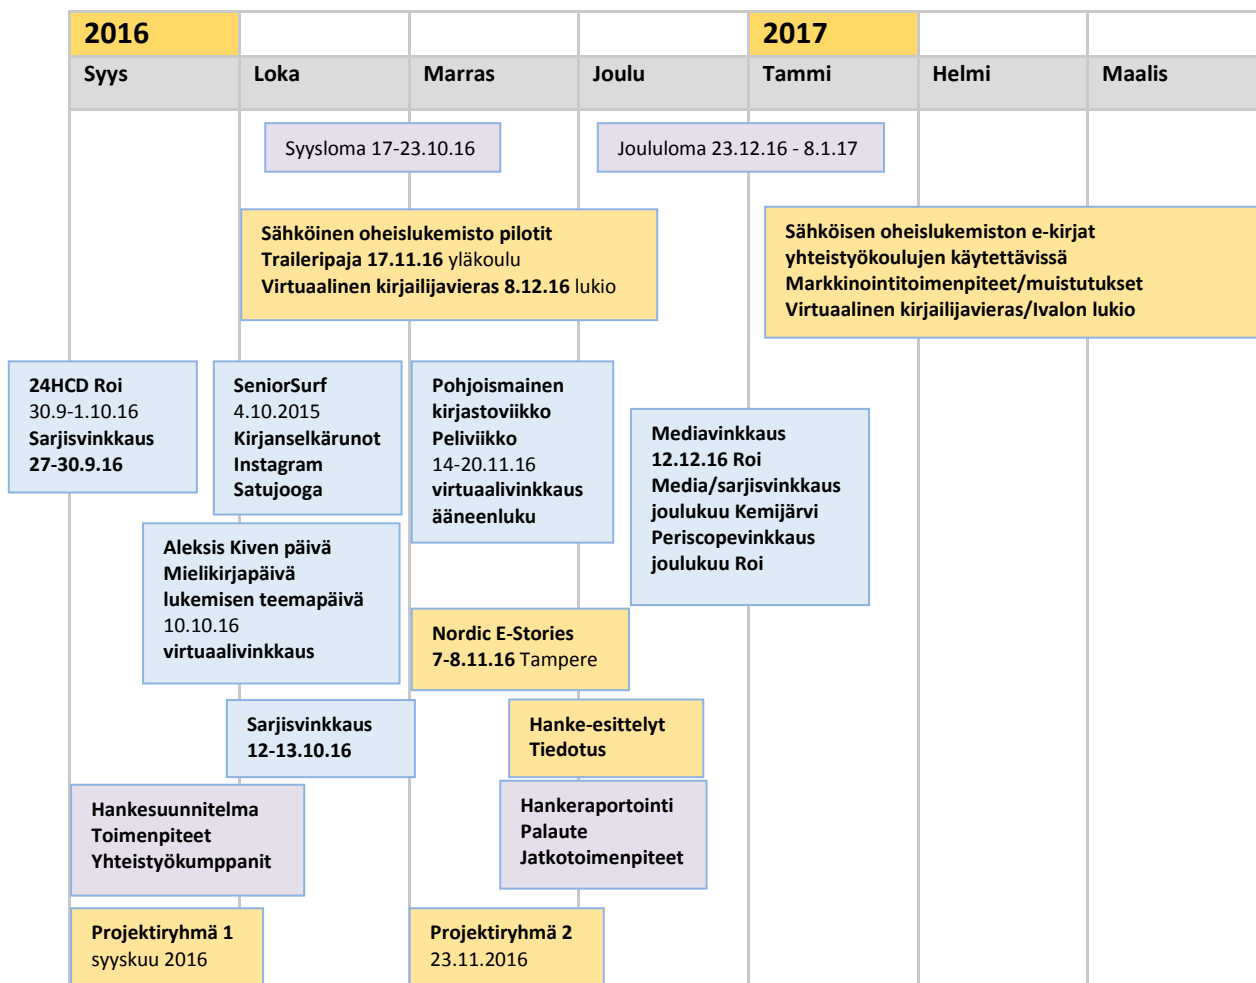 2016
2017
Syys
Loka
Marras
Joulu
Tammi
Helmi
Maalis
Syysloma 17-23.10.16
Joululoma 23.12.16 - 8.1.17
Sähköinen oheislukemisto pilotit
Traileripaja 17.11.16 yläkoulu
Virtuaalinen kirjailijavieras 8.12.16 lukio
Sähköisen oheislukemiston e-kirjat
yhteistyökoulujen käytettävissä
Markkinointitoimenpiteet/muistutukset
Virtuaalinen kirjailijavieras/Ivalon lukio
24HCD Roi
30.9-1.10.16
Sarjisvinkkaus
27-30.9.16
SeniorSurf
4.10.2015
Kirjanselkärunot
Instagram
Satujooga
Pohjoismainen
kirjastoviikko
Peliviikko
14-20.11.16
virtuaalivinkkaus
ääneenluku
Mediavinkkaus
12.12.16 Roi
Media/sarjisvinkkaus
joulukuu Kemijärvi
Periscopevinkkaus
joulukuu Roi
Aleksis Kiven päivä
Mielikirjapäivä
lukemisen teemapäivä
10.10.16
virtuaalivinkkaus
Nordic E-Stories
7-8.11.16 Tampere
Sarjisvinkkaus
12-13.10.16
Hanke-esittelyt
Tiedotus
Hankesuunnitelma
Toimenpiteet
Yhteistyökumppanit
Hankeraportointi
Palaute
Jatkotoimenpiteet
Projektiryhmä 1
syyskuu 2016
Projektiryhmä 2
23.11.2016